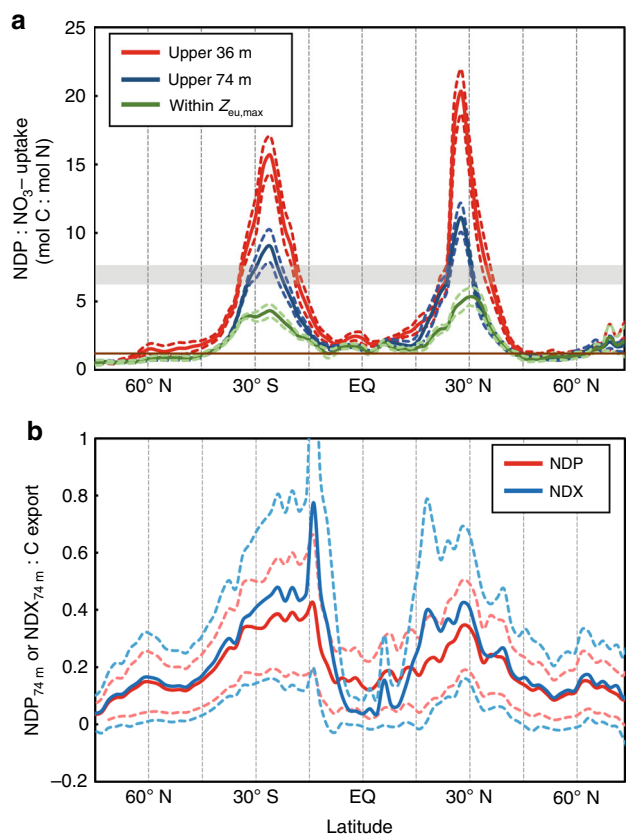 a
25
20
15
10
5
0
NDP : NO₃– uptake
(mol C : mol N)
Upper 36 m
Upper 74 m
Within Zeu,max
60° N
30° S
EQ
30° N
60° N
b
1
0.8
0.6
0.4
0.2
0
–0.2
NDP₇₄ ₘ or NDX₇₄ ₘ : C export
NDP
NDX
60° N
30° S
EQ
30° N
60° N
Latitude